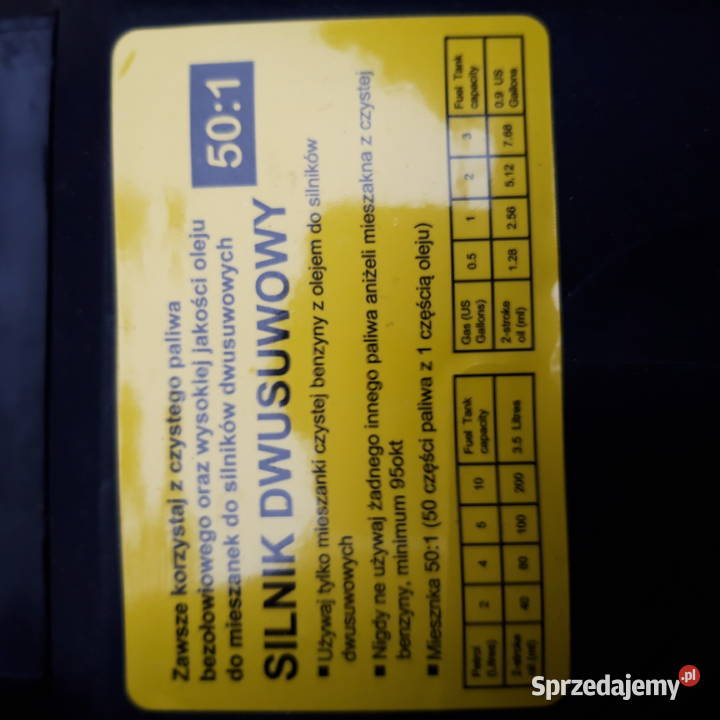 Zawsze korzystaj z czystego paliwa
bezołowiowego oraz wysokiej jakości oleju
do mieszanek do silników dwusuwowych
SILNIK DWUSUWOWY 50:1
■ Używaj tylko mieszanki czystej benzyny z olejem do silników
dwusuwowych
■ Nigdy ne używaj żadnego innego paliwa aniżeli mieszakna z czystej
benzyny, minimum 95okt
■ Miesznka 50:1 (50 części paliwa z 1 częścią oleju)
Petrol (Litres) 2 4 5 10 Fuel Tank capacity
2-stroke oil (ml) 40 80 100 200 3.5 Litres
Gas (US Gallons) 0.5 1 2 3 Fuel Tank capacity
2-stroke oil (ml) 1.28 2.56 5.12 7.68 0.9 US Gallons
Sprzedajemy.pl